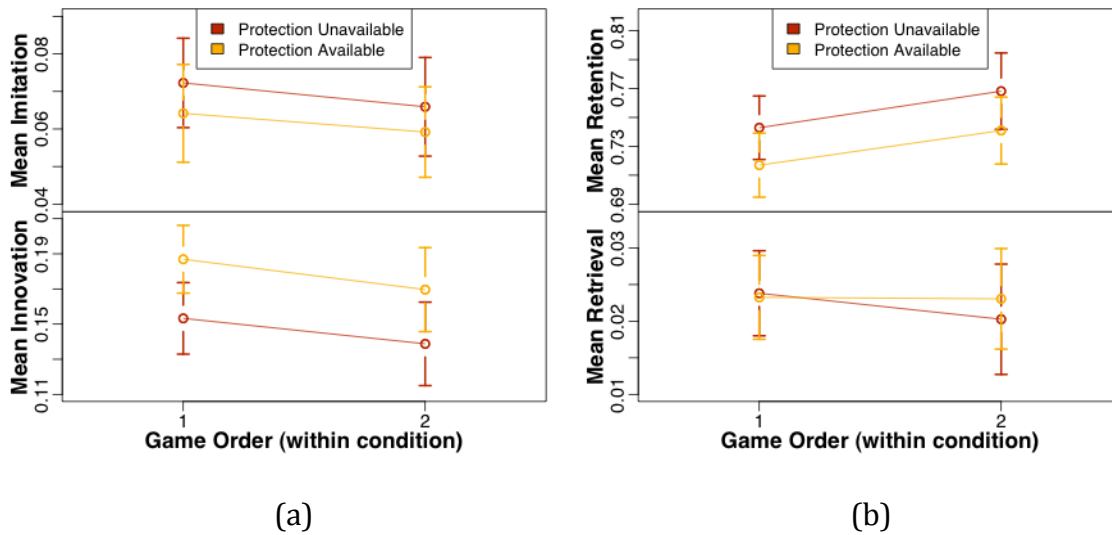 Protection Unavailable
Protection Available
Mean Imitation
0.04
0.06
0.08
Mean Innovation
0.11
0.15
0.19
1
2
Game Order (within condition)
(a)
Protection Unavailable
Protection Available
Mean Retention
0.69
0.73
0.77
0.81
Mean Retrieval
0.01
0.02
0.03
1
2
Game Order (within condition)
(b)